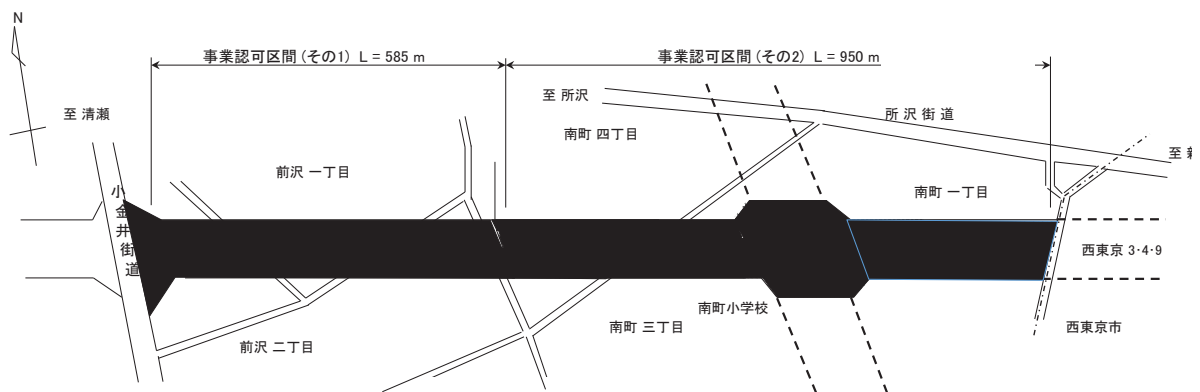 N
事業認可区間 (その1) L = 585 m
事業認可区間 (その2) L = 950 m
至 清瀬
至 所沢
所 沢 街 道
南町 四丁目
至 新
前沢 一丁目
南町 一丁目
小金井街道
西東京 3・4・9
南町小学校
南町 三丁目
西東京市
前沢 二丁目